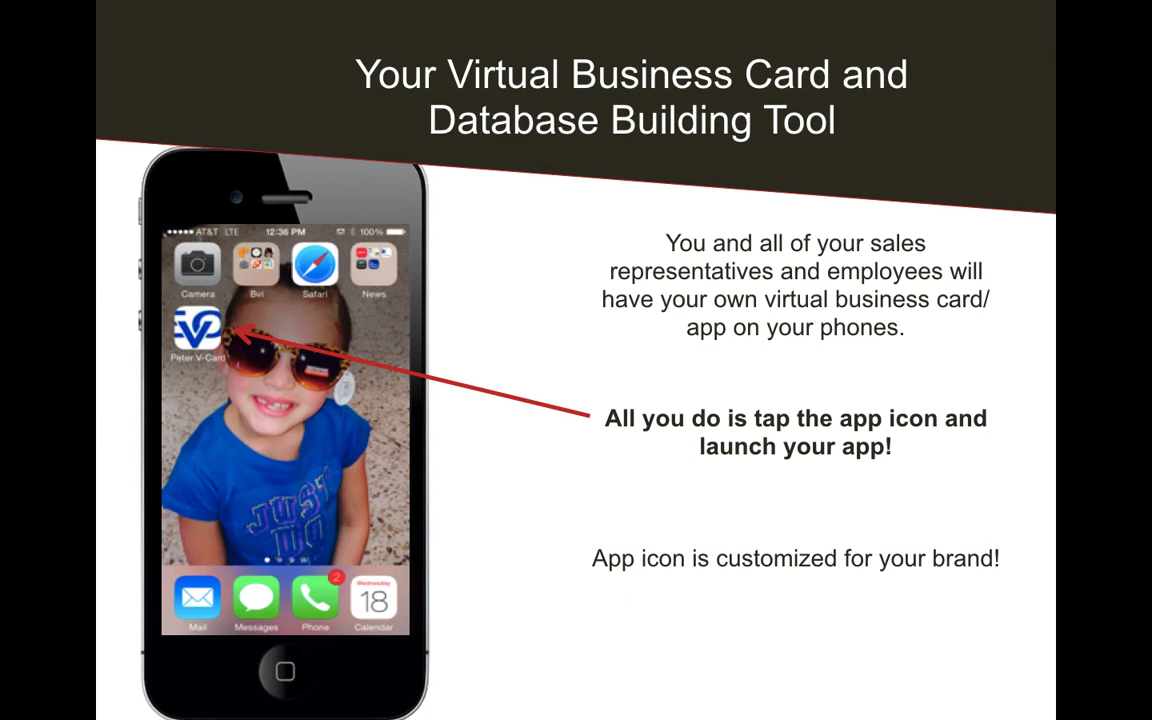 Your Virtual Business Card and
Database Building Tool
AT&T LTE 12:36 PM 100%
Camera Bvi Safari News
Peter V-Card
You and all of your sales
representatives and employees will
have your own virtual business card/
app on your phones.
All you do is tap the app icon and
launch your app!
App icon is customized for your brand!
JUST
DO
2
Wednesday
18
Mail Messages Phone Calendar